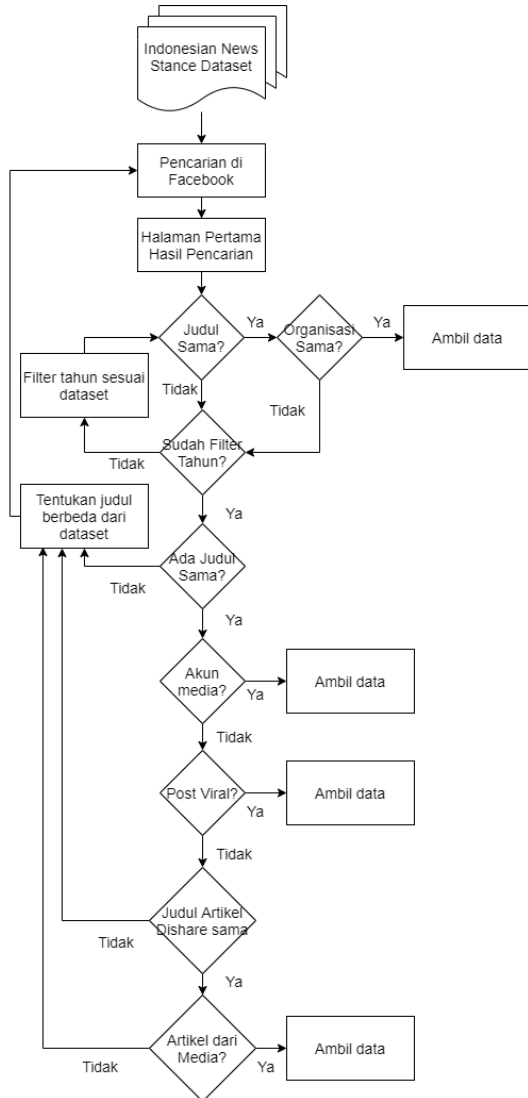 Indonesian News
Stance Dataset
Pencarian di
Facebook
Halaman Pertama
Hasil Pencarian
Judul
Sama?
Ya
Organisasi
Sama?
Ya
Ambil data
Filter tahun sesuai
dataset
Tidak
Tidak
Sudah Filter
Tahun?
Tidak
Ya
Tentukan judul
berbeda dari
dataset
Ada Judul
Sama?
Tidak
Ya
Akun
media?
Ya
Ambil data
Tidak
Post Viral?
Ya
Ambil data
Tidak
Judul Artikel
Dishare sama
Tidak
Ya
Artikel dari
Media?
Tidak
Ya
Ambil data